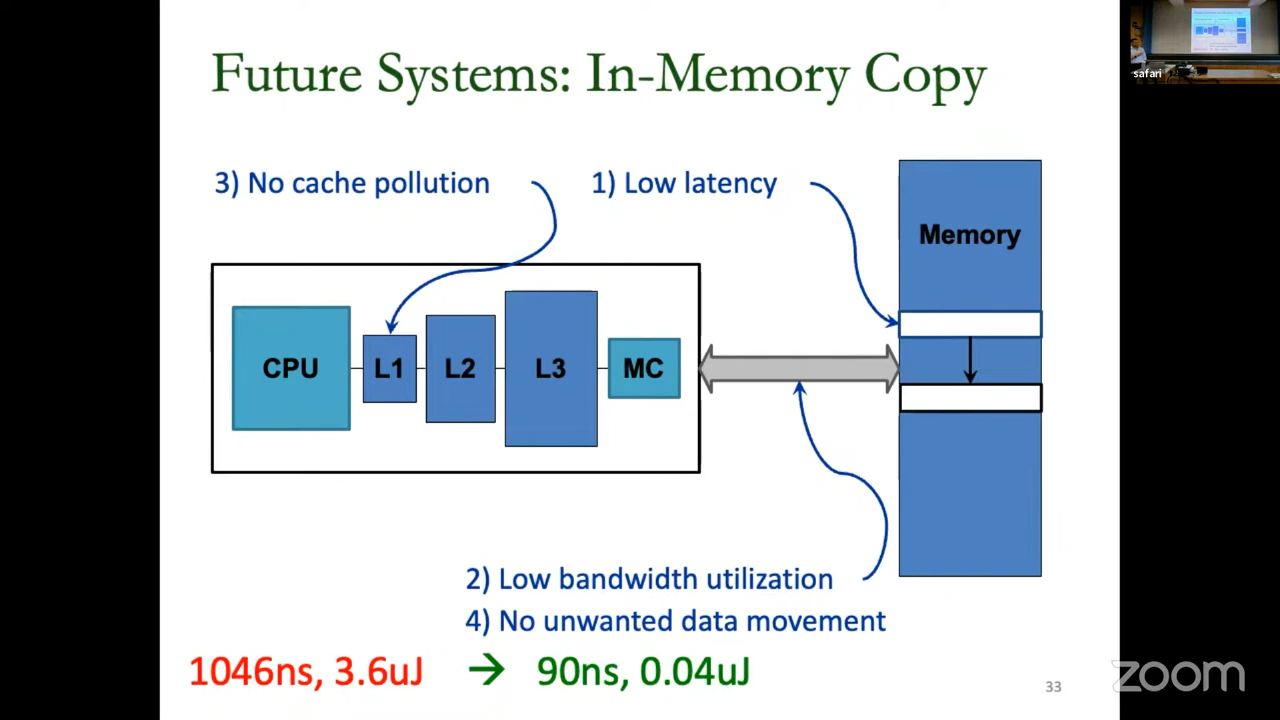 Future Systems: In-Memory Copy
3) No cache pollution
1) Low latency
Memory
CPU
L1
L2
L3
MC
2) Low bandwidth utilization
4) No unwanted data movement
1046ns, 3.6uJ → 90ns, 0.04uJ
33
zoom
safari